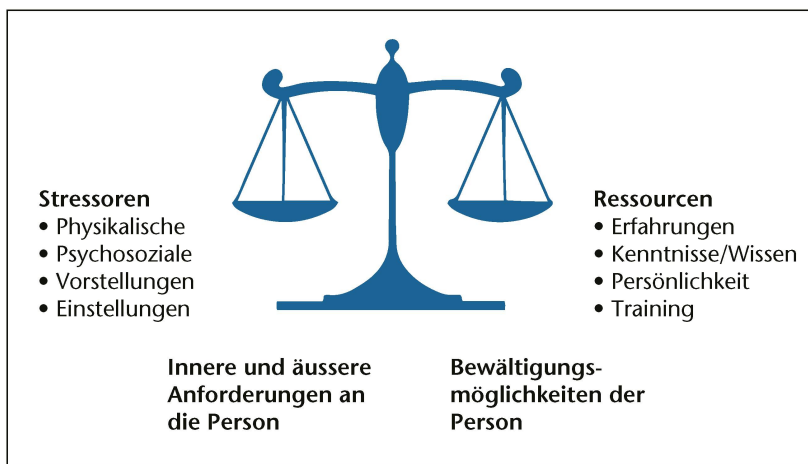 Stressoren
• Physikalische
• Psychosoziale
• Vorstellungen
• Einstellungen
Ressourcen
• Erfahrungen
• Kenntnisse/Wissen
• Persönlichkeit
• Training
Innere und äussere
Anforderungen an
die Person
Bewältigungs-
möglichkeiten der
Person